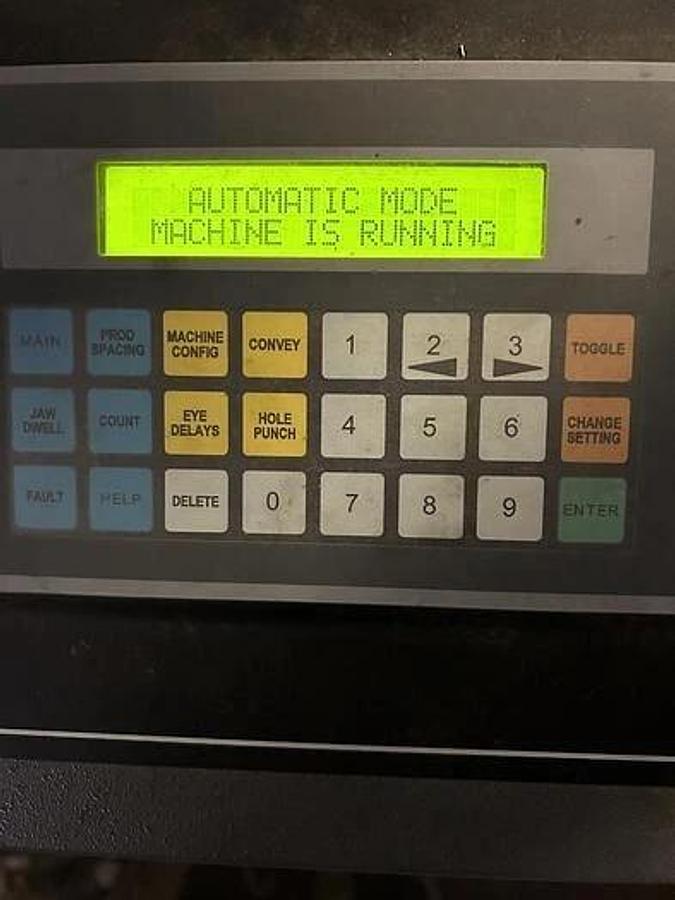 AUTOMATIC MODE
MACHINE IS RUNNING
MAIN
PROD
SPACING
MACHINE
CONFIG
CONVEY
1
2
3
TOGGLE
JAW
DWELL
COUNT
EYE
DELAYS
HOLE
PUNCH
4
5
6
CHANGE
SETTING
FAULT
HELP
DELETE
0
7
8
9
ENTER